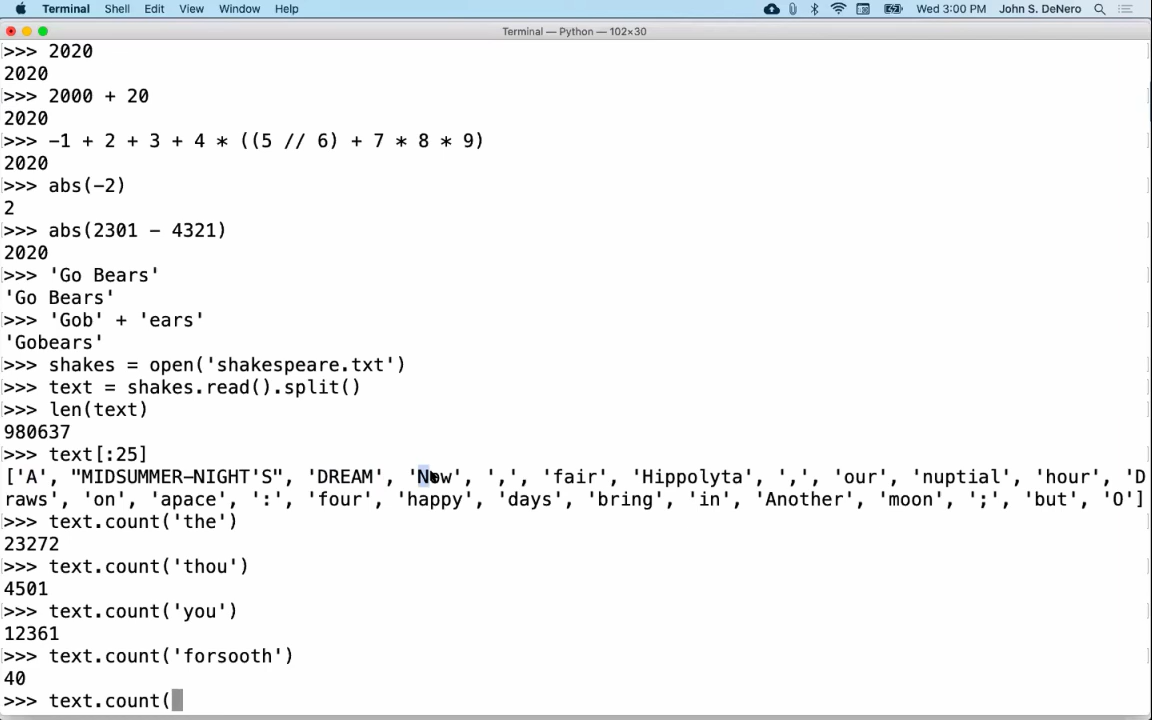 Terminal Shell Edit View Window Help Wed 3:00 PM John S. DeNero
Terminal — Python — 102×30
>>> 2020
2020
>>> 2000 + 20
2020
>>> -1 + 2 + 3 + 4 * ((5 // 6) + 7 * 8 * 9)
2020
>>> abs(-2)
2
>>> abs(2301 - 4321)
2020
>>> 'Go Bears'
'Go Bears'
>>> 'Gob' + 'ears'
'Gobears'
>>> shakes = open('shakespeare.txt')
>>> text = shakes.read().split()
>>> len(text)
980637
>>> text[:25]
['A', "MIDSUMMER-NIGHT'S", 'DREAM', 'Now', ',', 'fair', 'Hippolyta', ',', 'our', 'nuptial', 'hour', 'D
raws', 'on', 'apace', ':', 'four', 'happy', 'days', 'bring', 'in', 'Another', 'moon', ';', 'but', 'O']
>>> text.count('the')
23272
>>> text.count('thou')
4501
>>> text.count('you')
12361
>>> text.count('forsooth')
40
>>> text.count(